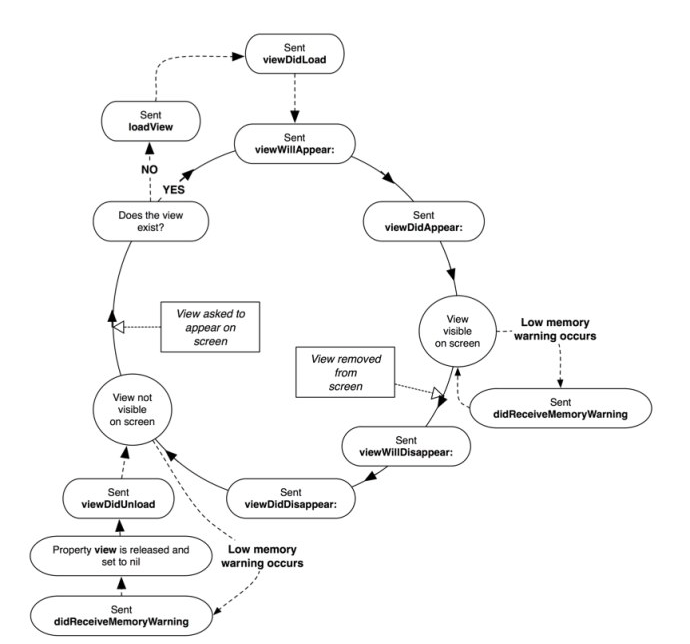 Sent
viewDidLoad
Sent
loadView
Sent
viewWillAppear:
NO
YES
Does the view
exist?
Sent
viewDidAppear:
View asked to
appear on
screen
View
visible
on screen
Low memory
warning occurs
View removed
from
screen
Sent
didReceiveMemoryWarning
View not
visible
on screen
Sent
viewWillDisappear:
Sent
viewDidDisappear:
Sent
viewDidUnload
Low memory
warning occurs
Property view is released and
set to nil
Sent
didReceiveMemoryWarning